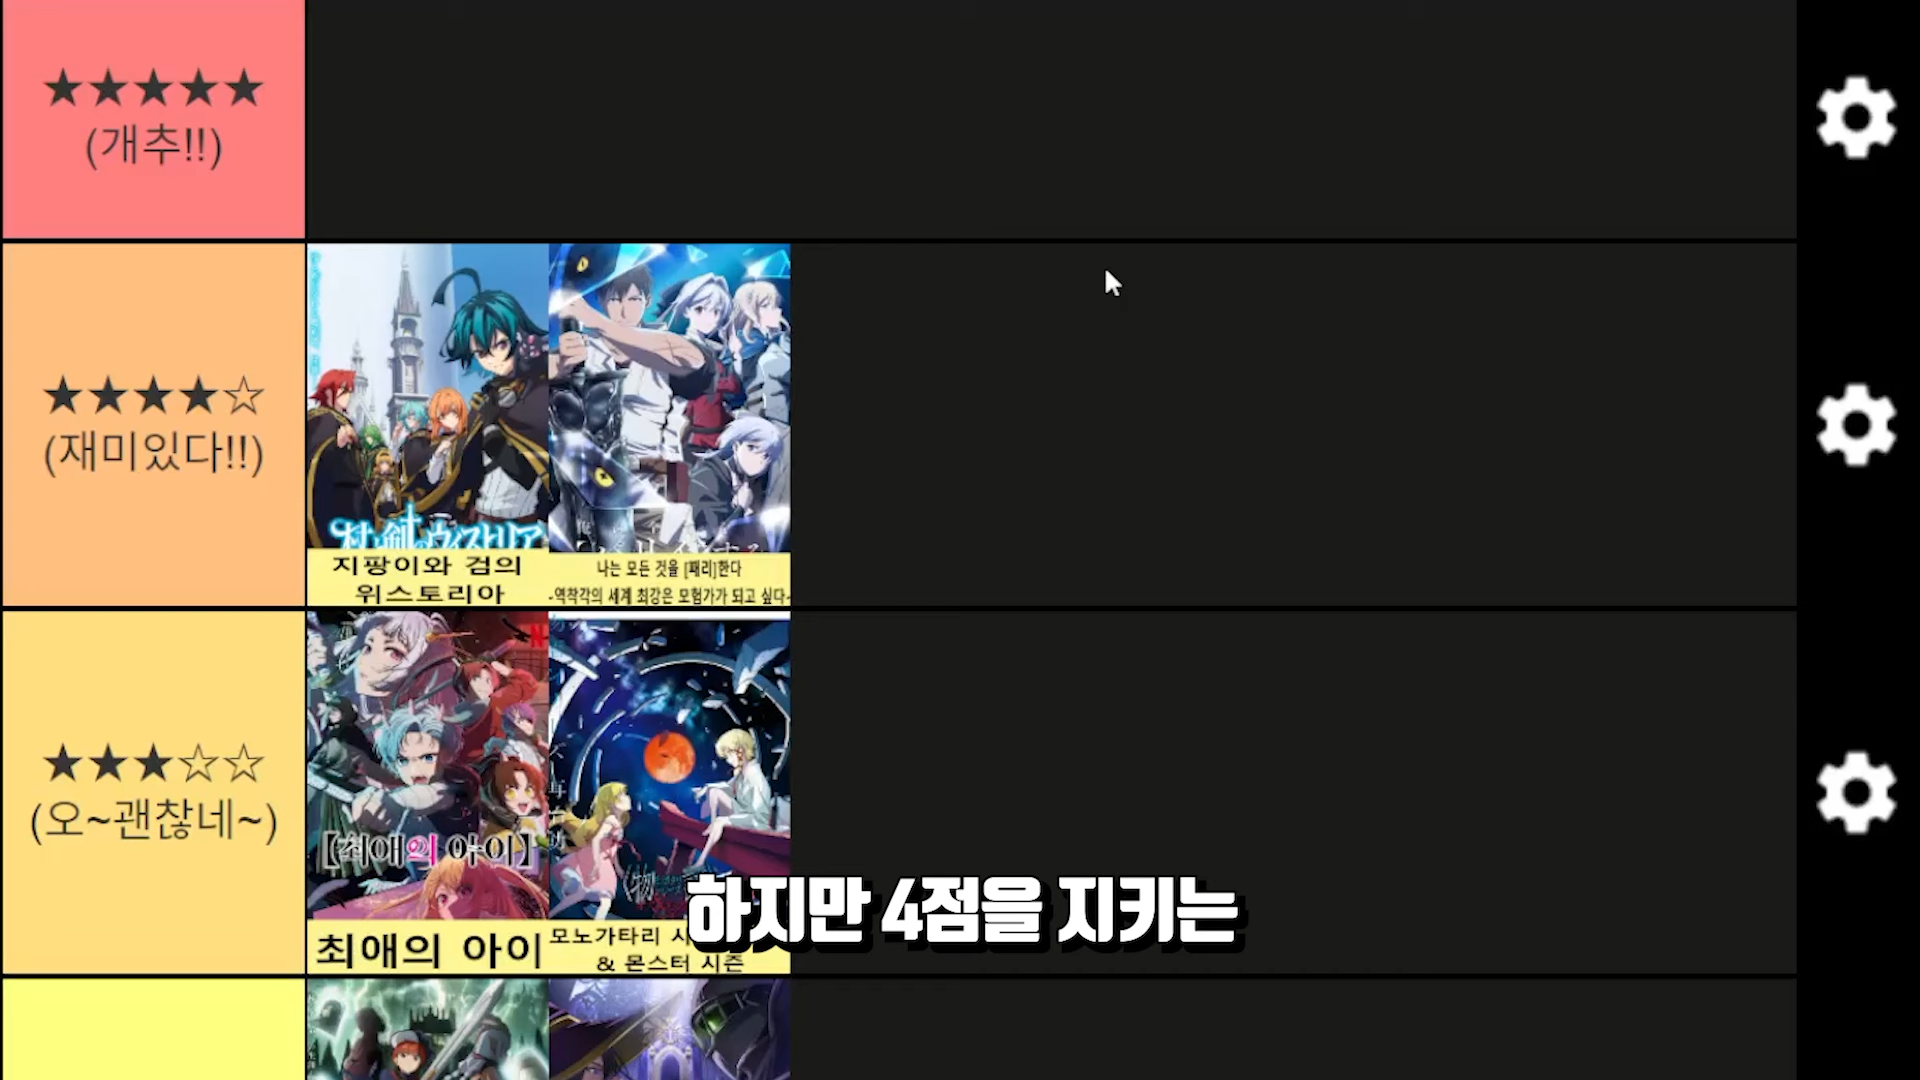 ★★★★★
(개추!!)
★★★★☆
(재미있다!!)
杖と剣のウィストリア
지팡이와 검의
위스토리아
나는 모든 것을 [패리]한다
-역착각의 세계 최강은 모험가가 되고 싶다-
★★★☆☆
(오~괜찮네~)
N
【최애의 아이】
최애의 아이
모노가타리 시
& 몬스터 시즌
하지만 4점을 지키는